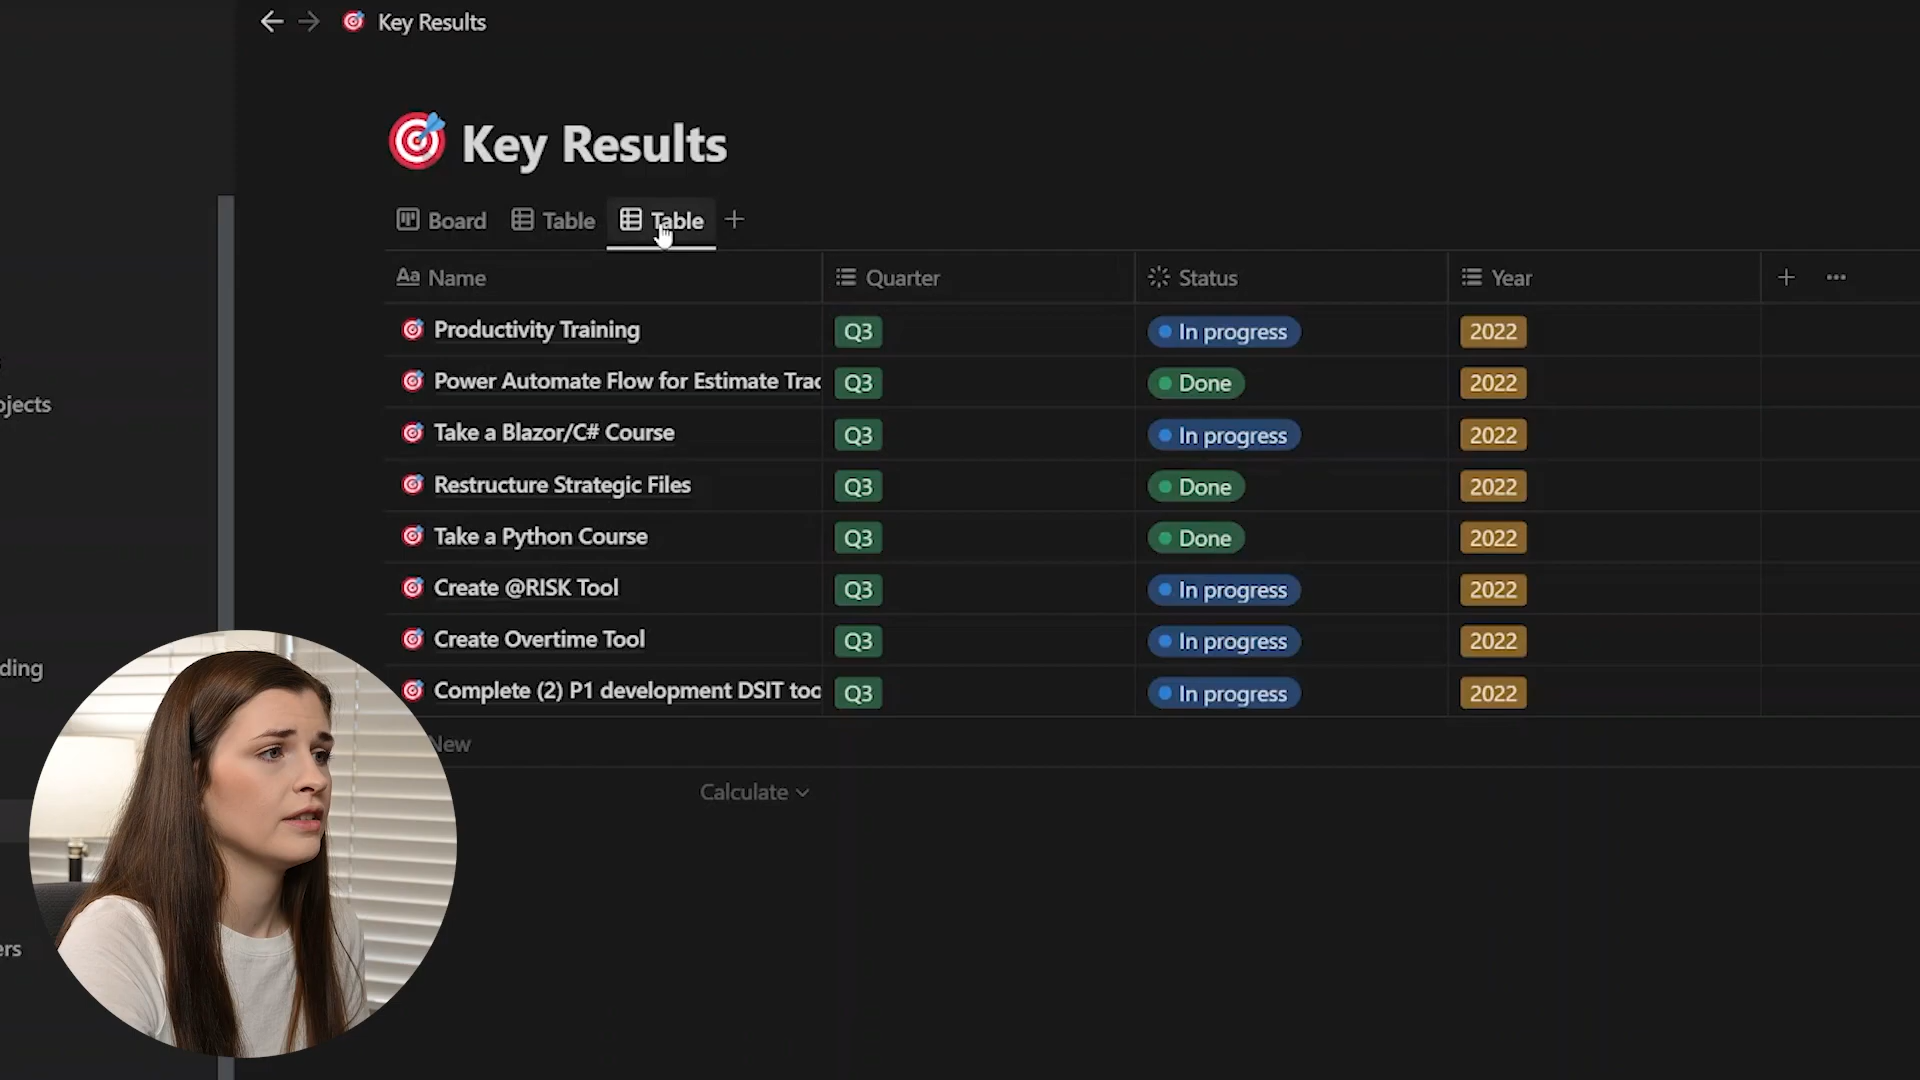 Key Results
Key Results
Board Table Table
Aa Name Quarter Status Year
Productivity Training Q3 In progress 2022
Power Automate Flow for Estimate Trac Q3 Done 2022
ojects
Take a Blazor/C# Course Q3 In progress 2022
Restructure Strategic Files Q3 Done 2022
Take a Python Course Q3 Done 2022
Create @RISK Tool Q3 In progress 2022
Create Overtime Tool Q3 In progress 2022
ding
Complete (2) P1 development DSIT too Q3 In progress 2022
New
Calculate
ers